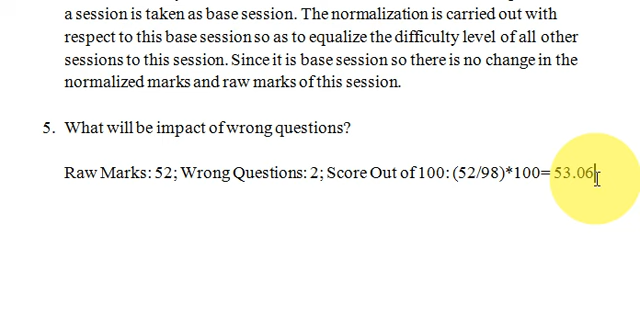 a session is taken as base session. The normalization is carried out with
respect to this base session so as to equalize the difficulty level of all other
sessions to this session. Since it is base session so there is no change in the
normalized marks and raw marks of this session.
5. What will be impact of wrong questions?
Raw Marks: 52; Wrong Questions: 2; Score Out of 100: (52/98)*100= 53.06